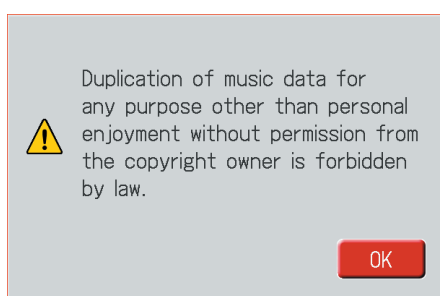 Duplication of music data for
any purpose other than personal
enjoyment without permission from
the copyright owner is forbidden
by law.
OK